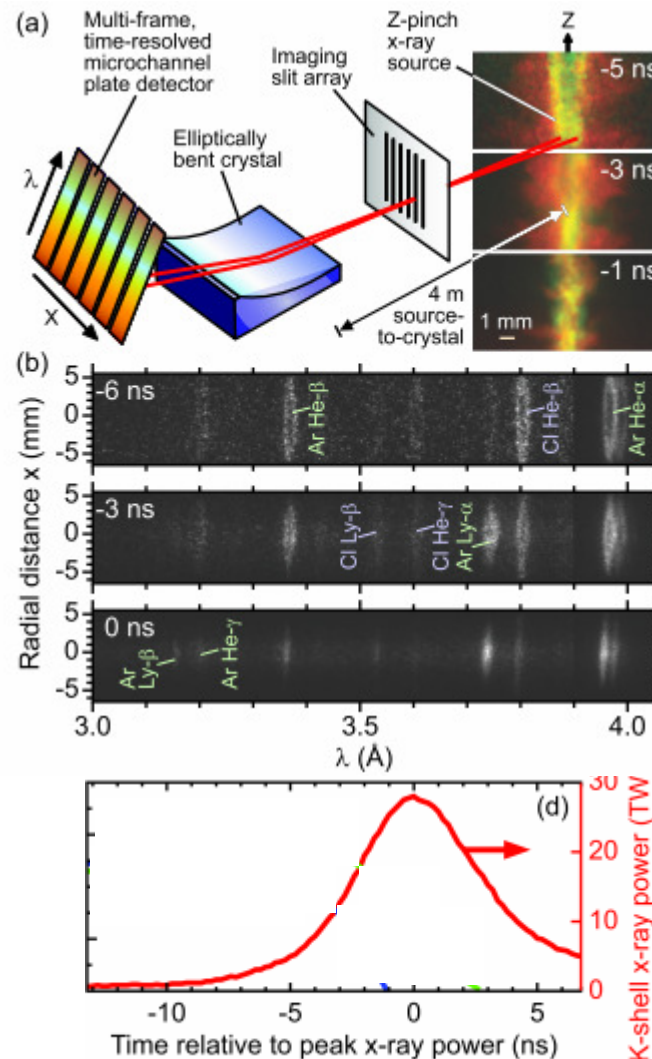 (a)
Multi-frame,
time-resolved
microchannel
plate detector
Imaging
slit array
Z-pinch
x-ray
source
Z
-5 ns
Elliptically
bent crystal
λ
X
-3 ns
4 m
source-
to-crystal
-1 ns
1 mm
(b)
Radial distance x (mm)
5
0
-5
-6 ns
Ar He-β
Cl He-β
Ar He-α
5
0
-5
-3 ns
Cl Ly-β
Cl He-γ
Ar Ly-α
5
0
-5
0 ns
Ar
Ly-β
Ar He-γ
3.0 3.5 4.0
λ (Å)
(d)
30
20
10
0
K-shell x-ray power (TW
-10 -5 0 5
Time relative to peak x-ray power (ns)